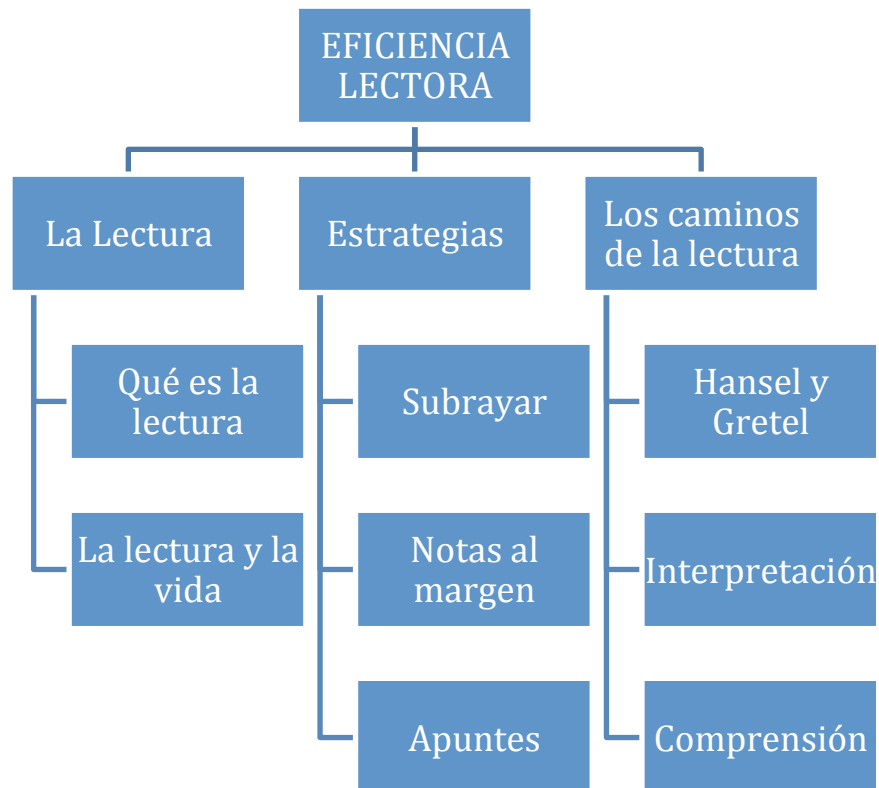 EFICIENCIA
LECTORA
La Lectura
Qué es la
lectura
La lectura y la
vida
Estrategias
Subrayar
Notas al
margen
Apuntes
Los caminos
de la lectura
Hansel y
Gretel
Interpretación
Comprensión